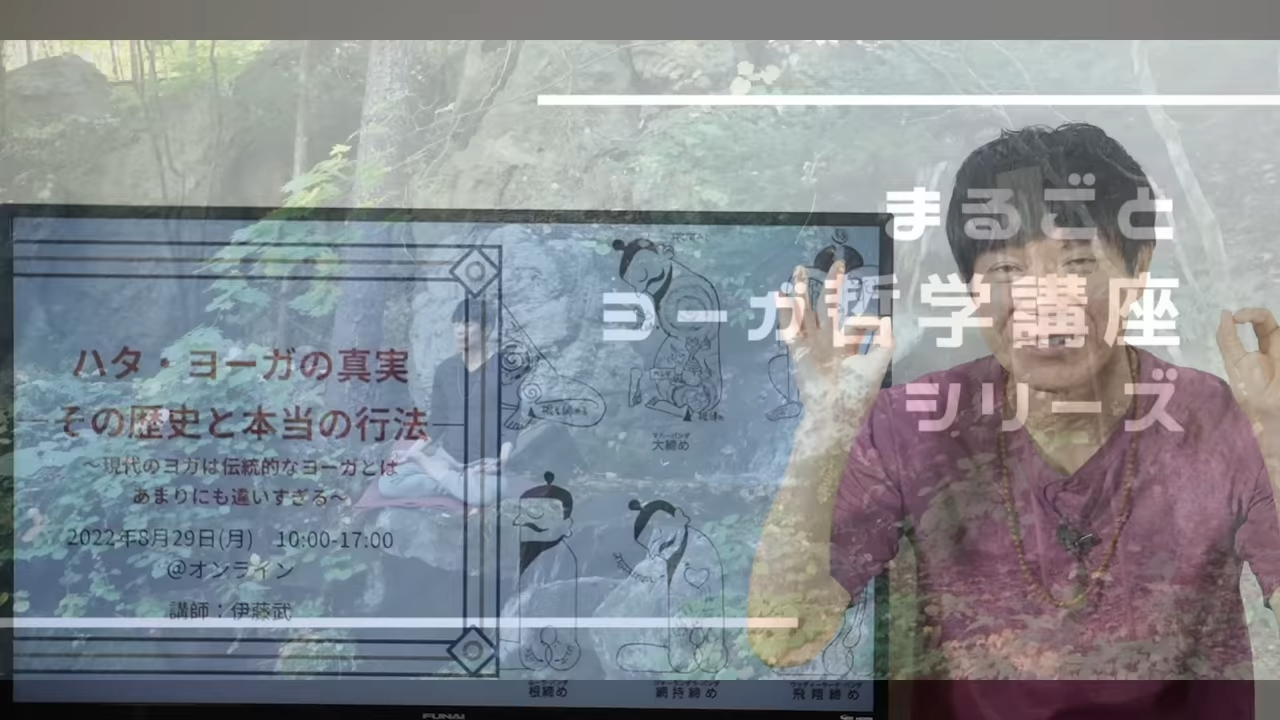 まるごと
ヨーガ哲学講座
シリーズ
ハタ・ヨーガの真実
その歴史と本当の行法
～現代のヨガは伝統的なヨーガとは
あまりにも違いすぎる～
2022年8月29日(月) 10:00-17:00
@オンライン
講師：伊藤武
大締め
根締め
網持締め
飛翔締め
FUNAI